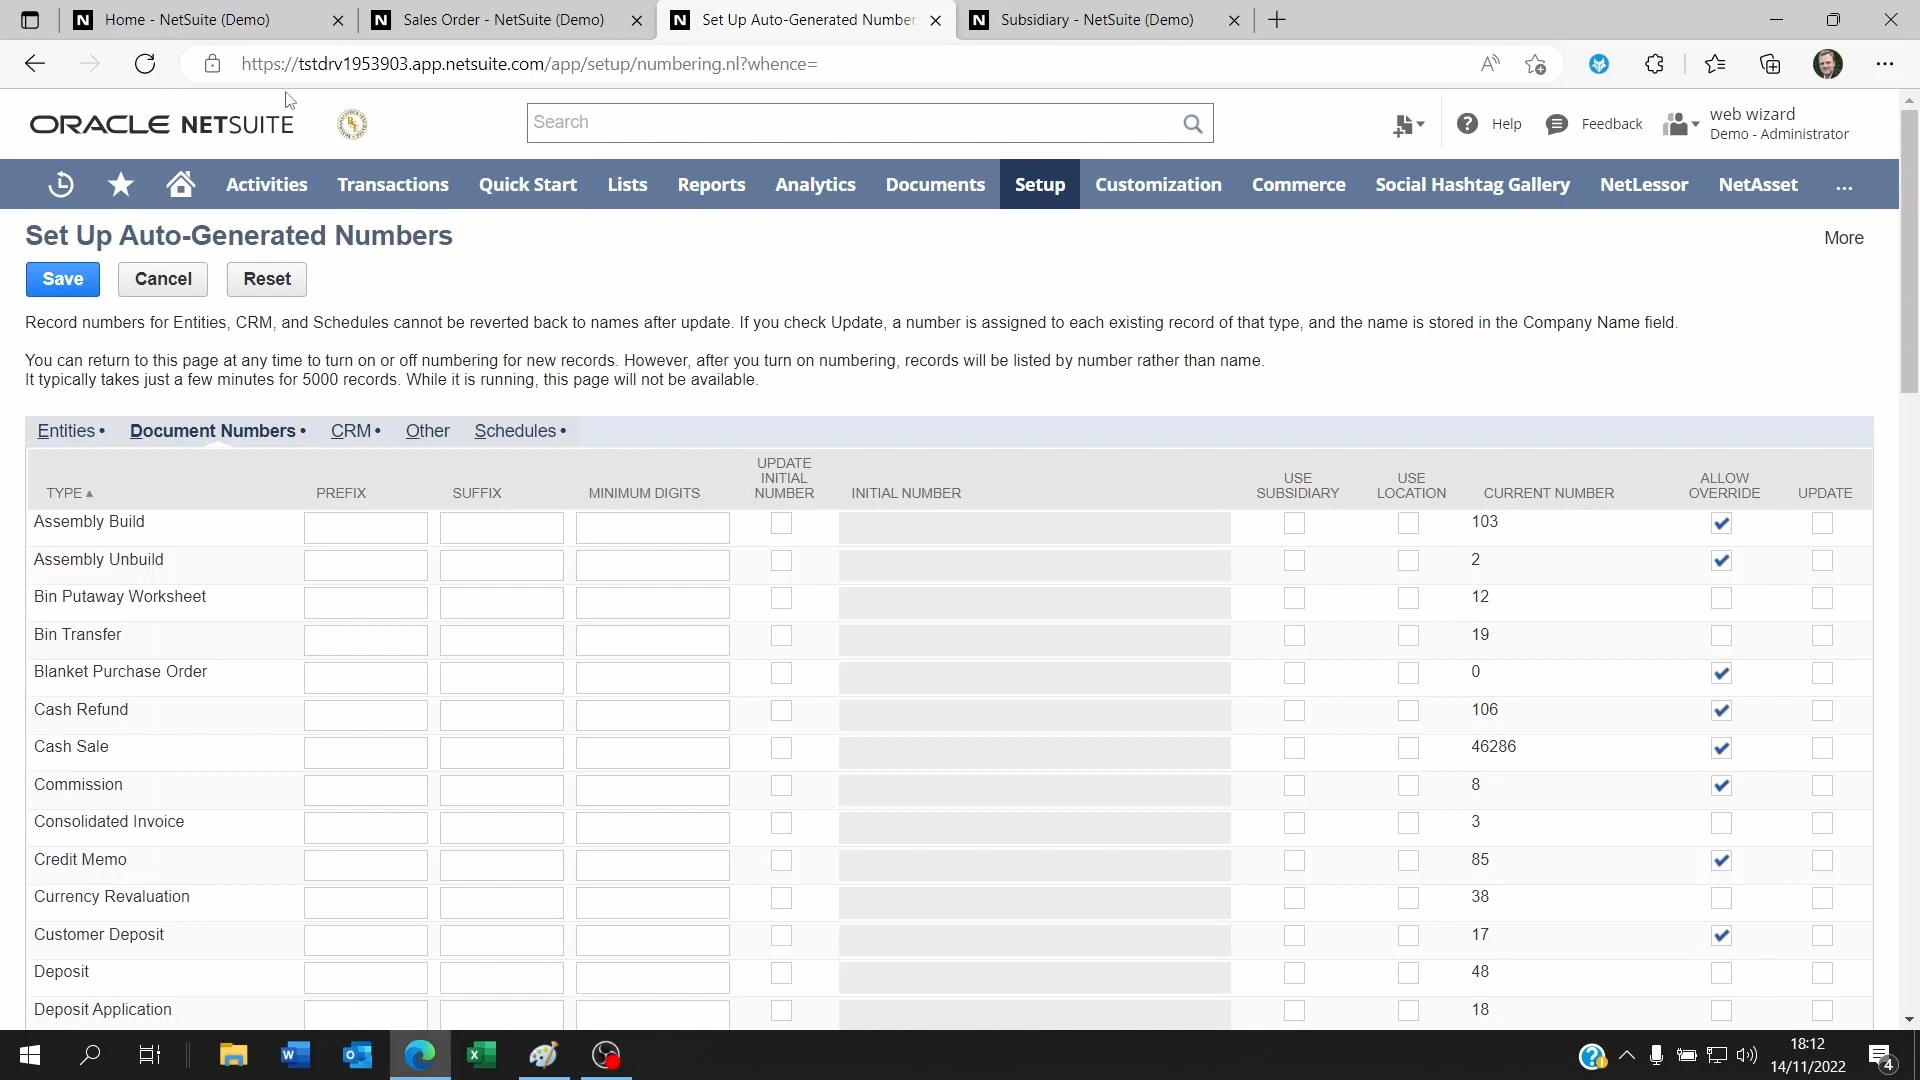 Home - NetSuite (Demo)
Sales Order - NetSuite (Demo)
Set Up Auto-Generated Number
Subsidiary - NetSuite (Demo)
https://tstdrv1953903.app.netsuite.com/app/setup/numbering.nl?whence=
ORACLE NETSUITE
Search
Help
Feedback
web wizard
Demo - Administrator
Activities Transactions Quick Start Lists Reports Analytics Documents Setup Customization Commerce Social Hashtag Gallery NetLessor NetAsset ...
Set Up Auto-Generated Numbers
More
Save Cancel Reset
Record numbers for Entities, CRM, and Schedules cannot be reverted back to names after update. If you check Update, a number is assigned to each existing record of that type, and the name is stored in the Company Name field.
You can return to this page at any time to turn on or off numbering for new records. However, after you turn on numbering, records will be listed by number rather than name.
It typically takes just a few minutes for 5000 records. While it is running, this page will not be available.
Entities • Document Numbers • CRM • Other Schedules •
TYPE PREFIX SUFFIX MINIMUM DIGITS UPDATE INITIAL NUMBER INITIAL NUMBER USE SUBSIDIARY USE LOCATION CURRENT NUMBER ALLOW OVERRIDE UPDATE
Assembly Build 103
Assembly Unbuild 2
Bin Putaway Worksheet 12
Bin Transfer 19
Blanket Purchase Order 0
Cash Refund 106
Cash Sale 46286
Commission 8
Consolidated Invoice 3
Credit Memo 85
Currency Revaluation 38
Customer Deposit 17
Deposit 48
Deposit Application 18
18:12
14/11/2022
4